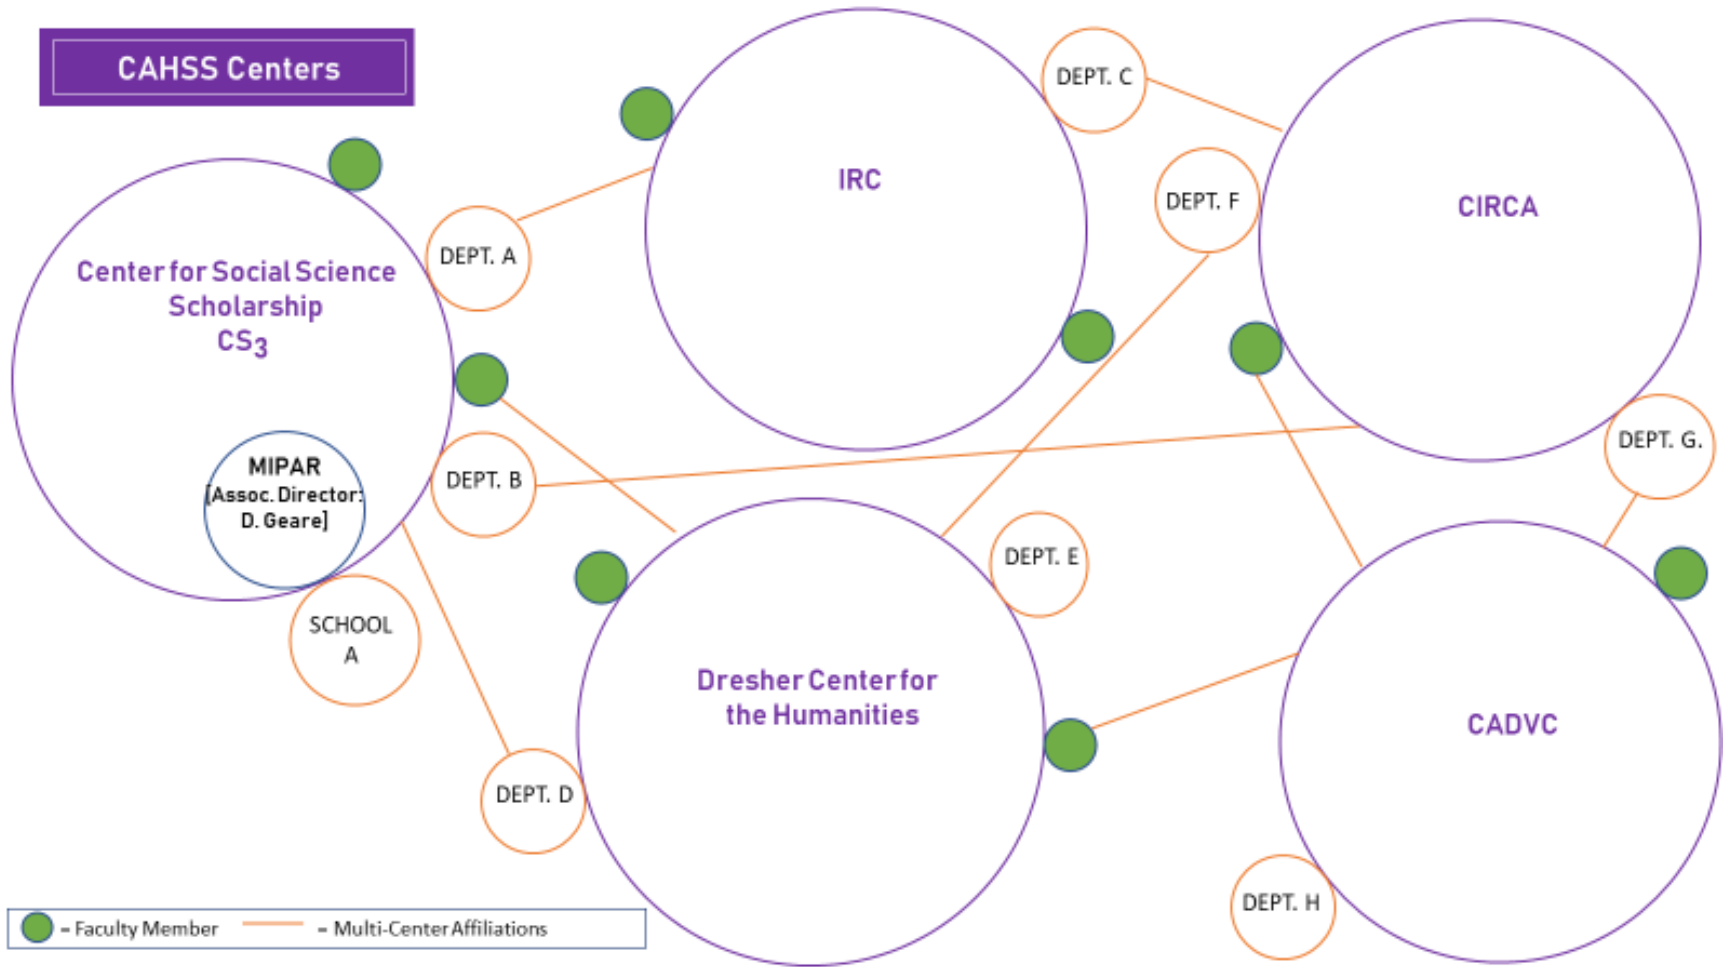 CAHSS Centers
DEPT. C
IRC
DEPT. F
CIRCA
DEPT. A
Center for Social Science
Scholarship
CS3
MIPAR
[Assoc. Director:
D. Geare]
DEPT. B
DEPT. G.
DEPT. E
SCHOOL
A
Dresher Center for
the Humanities
CADVC
DEPT. D
DEPT. H
= Faculty Member
= Multi-Center Affiliations